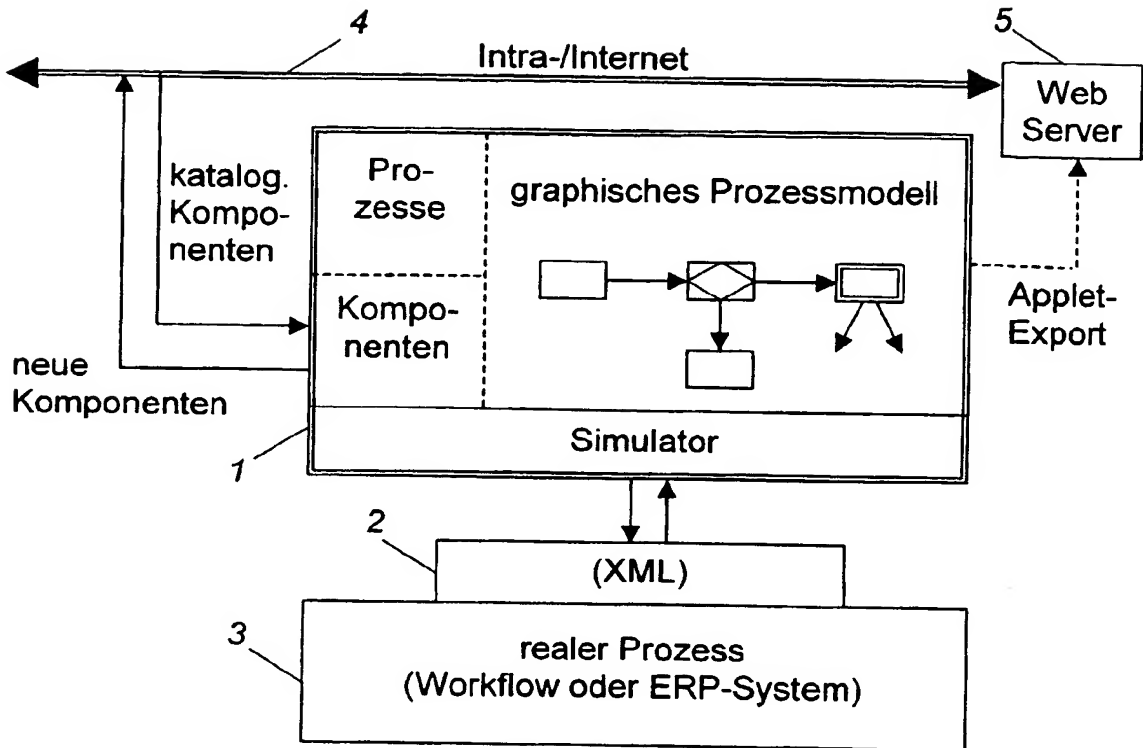 4
5
Intra-/Internet
Web
Server
katalog.
Kompo-
nenten
Pro-
zesse
graphisches Prozessmodell
Kompo-
nenten
Applet-
Export
neue
Komponenten
1
Simulator
2
(XML)
3
realer Prozess
(Workflow oder ERP-System)